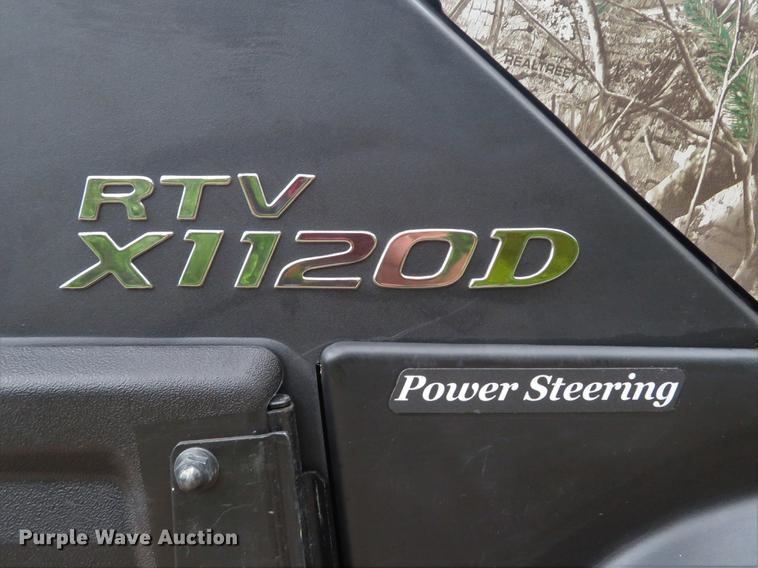 REALTREE
RTV
X1120D
Power Steering
Purple Wave Auction